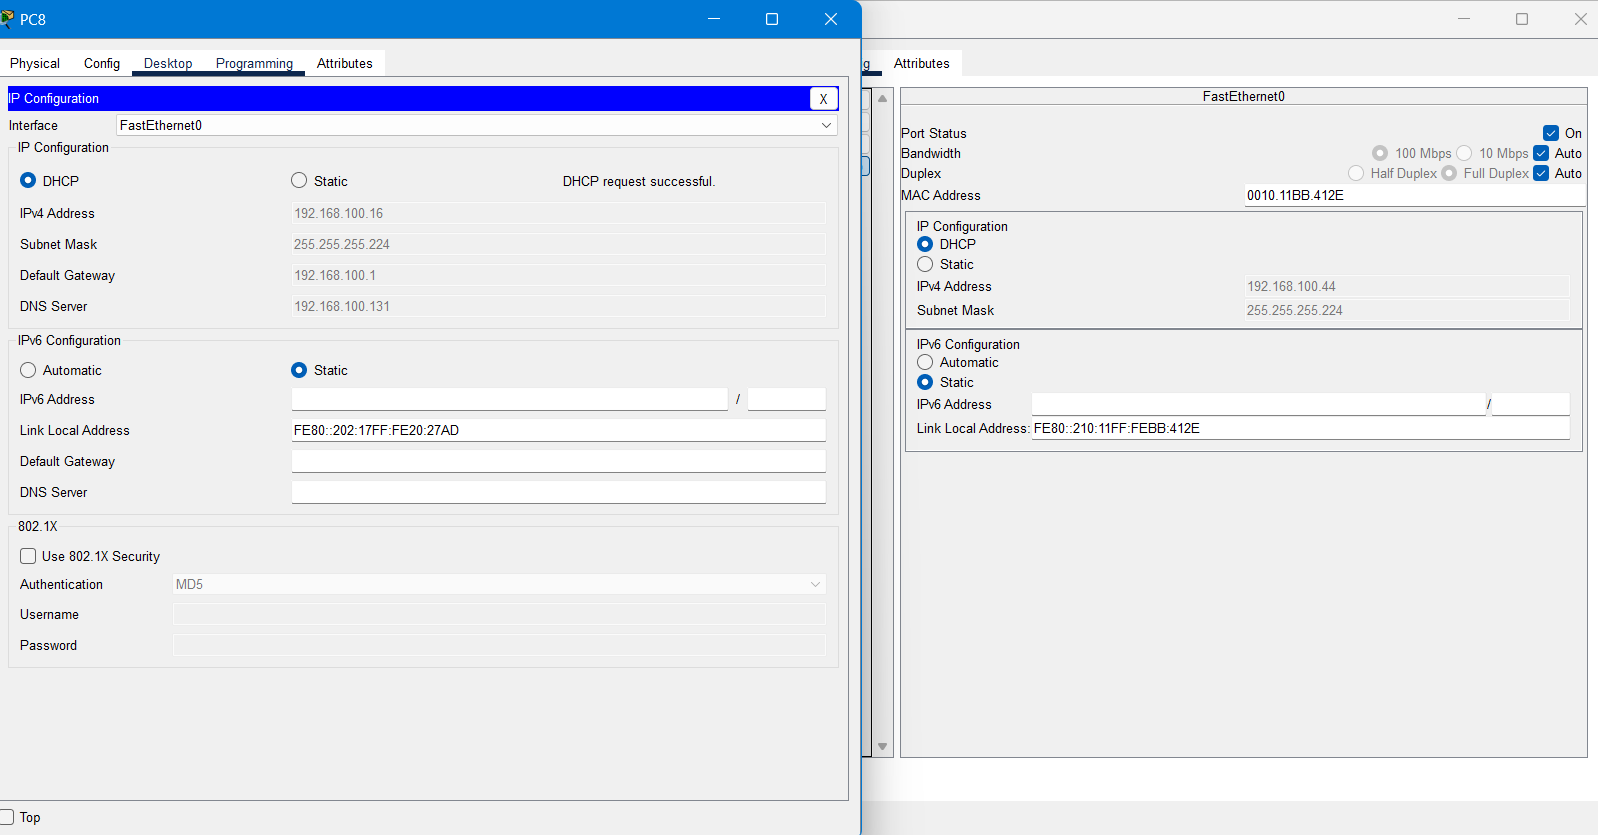 PC8
Physical Config Desktop Programming Attributes
IP Configuration X
Interface FastEthernet0
IP Configuration
DHCP Static DHCP request successful.
IPv4 Address 192.168.100.16
Subnet Mask 255.255.255.224
Default Gateway 192.168.100.1
DNS Server 192.168.100.131
IPv6 Configuration
Automatic Static
IPv6 Address /
Link Local Address FE80::202:17FF:FE20:27AD
Default Gateway
DNS Server
802.1X
Use 802.1X Security
Authentication MD5
Username
Password
Top
g Attributes
FastEthernet0
Port Status On
Bandwidth 100 Mbps 10 Mbps Auto
Duplex Half Duplex Full Duplex Auto
MAC Address 0010.11BB.412E
IP Configuration
DHCP
Static
IPv4 Address 192.168.100.44
Subnet Mask 255.255.255.224
IPv6 Configuration
Automatic
Static
IPv6 Address /
Link Local Address: FE80::210:11FF:FEBB:412E